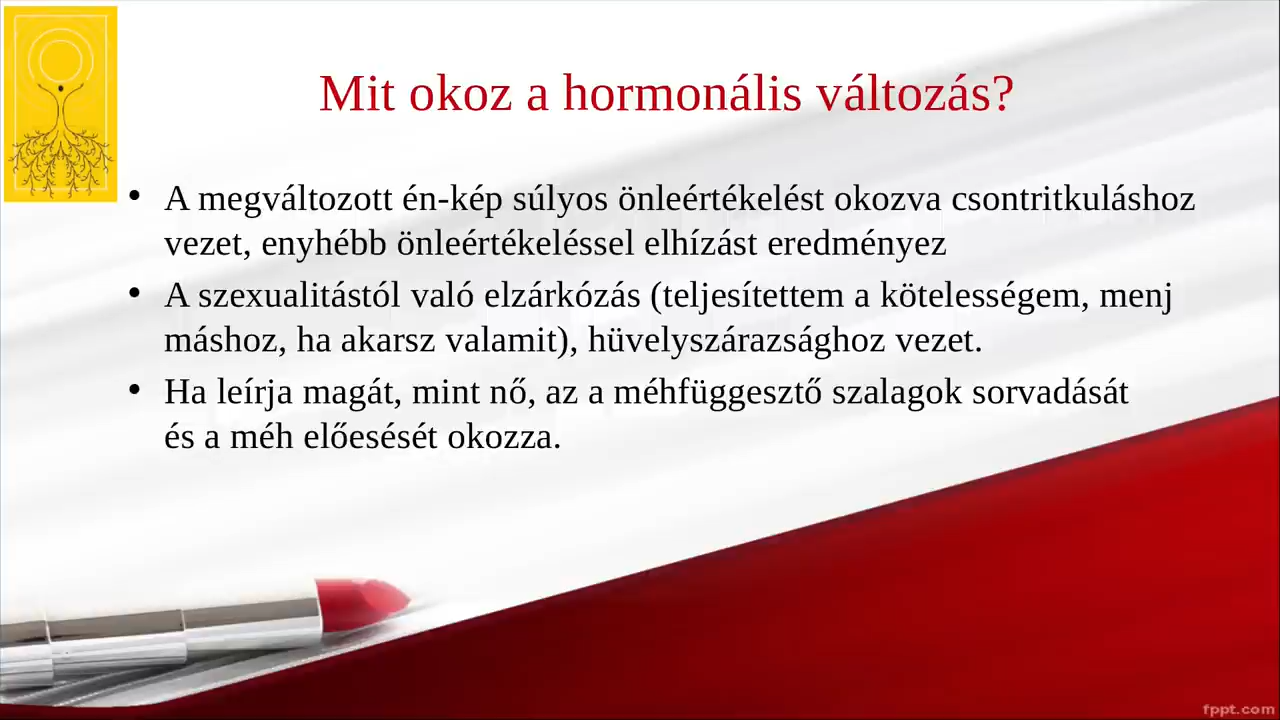 Mit okoz a hormonális változás?
• A megváltozott én-kép súlyos önleértékelést okozva csontritkuláshoz
vezet, enyhébb önleértékeléssel elhízást eredményez
• A szexualitástól való elzárkózás (teljesítettem a kötelességem, menj
máshoz, ha akarsz valamit), hüvelyszárazsághoz vezet.
• Ha leírja magát, mint nő, az a méhfüggesztő szalagok sorvadását
és a méh előesését okozza.
fppt.com